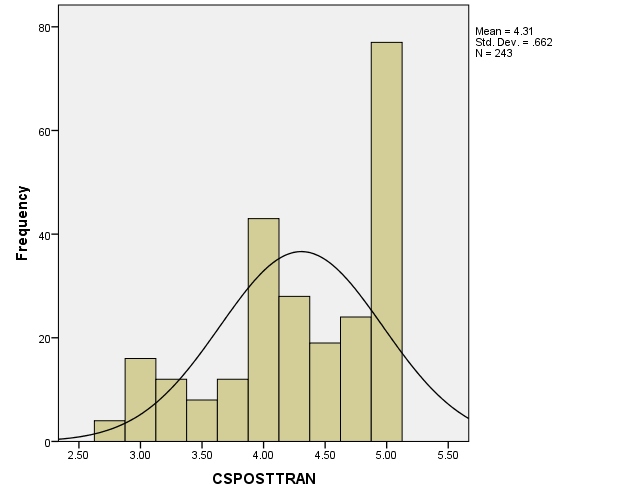 Mean = 4.31
Std. Dev. = .662
N = 243
80
60
40
20
0
Frequency
2.50 3.00 3.50 4.00 4.50 5.00 5.50
CSPOSTTRAN